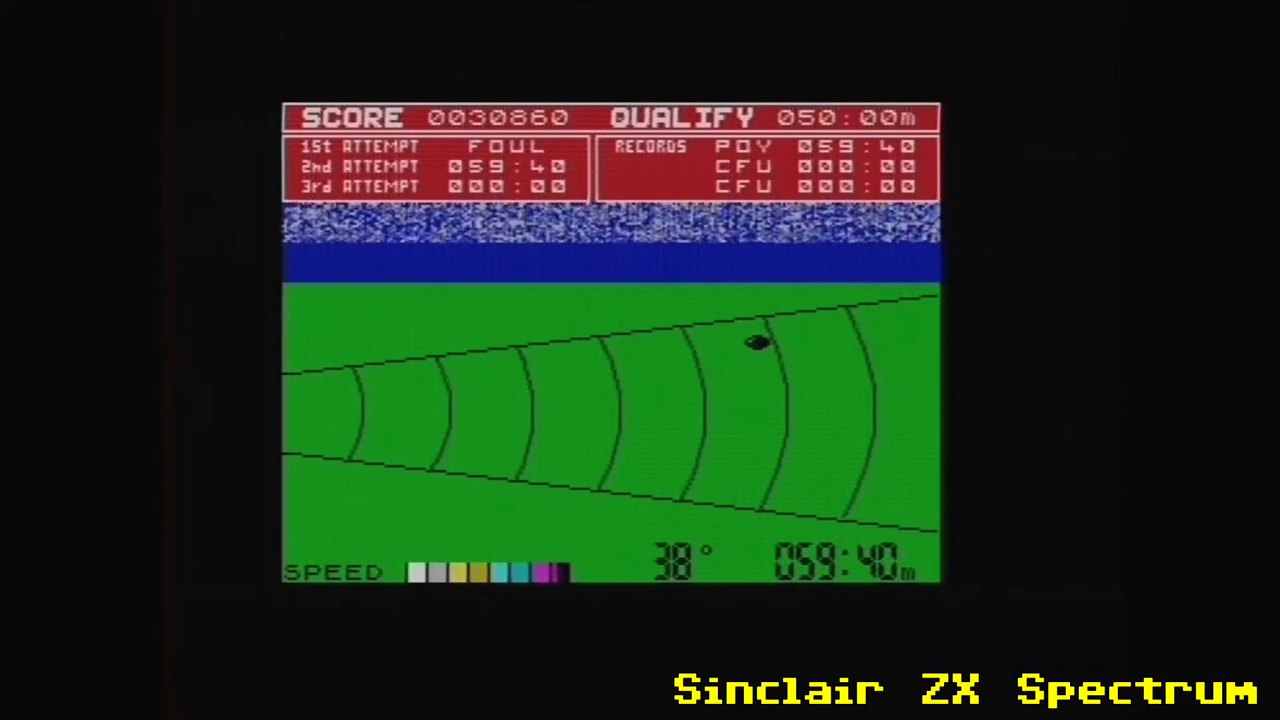 SCORE 0030860 QUALIFY 050:00m
1st ATTEMPT FOUL RECORDS POY 059:40
2nd ATTEMPT 059:40 CFU 000:00
3rd ATTEMPT 000:00 CFU 000:00
SPEED 38° 059:40m
Sinclair ZX Spectrum